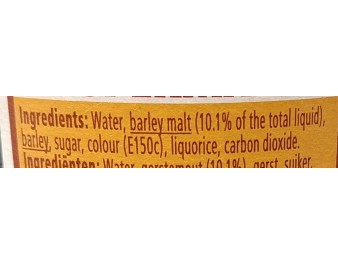 Ingredients: Water, barley malt (10.1% of the total liquid),
barley, sugar, colour (E150c), liquorice, carbon dioxide.
Ingrediënten: Water, gerstemout (10.1%), gerst, suiker,